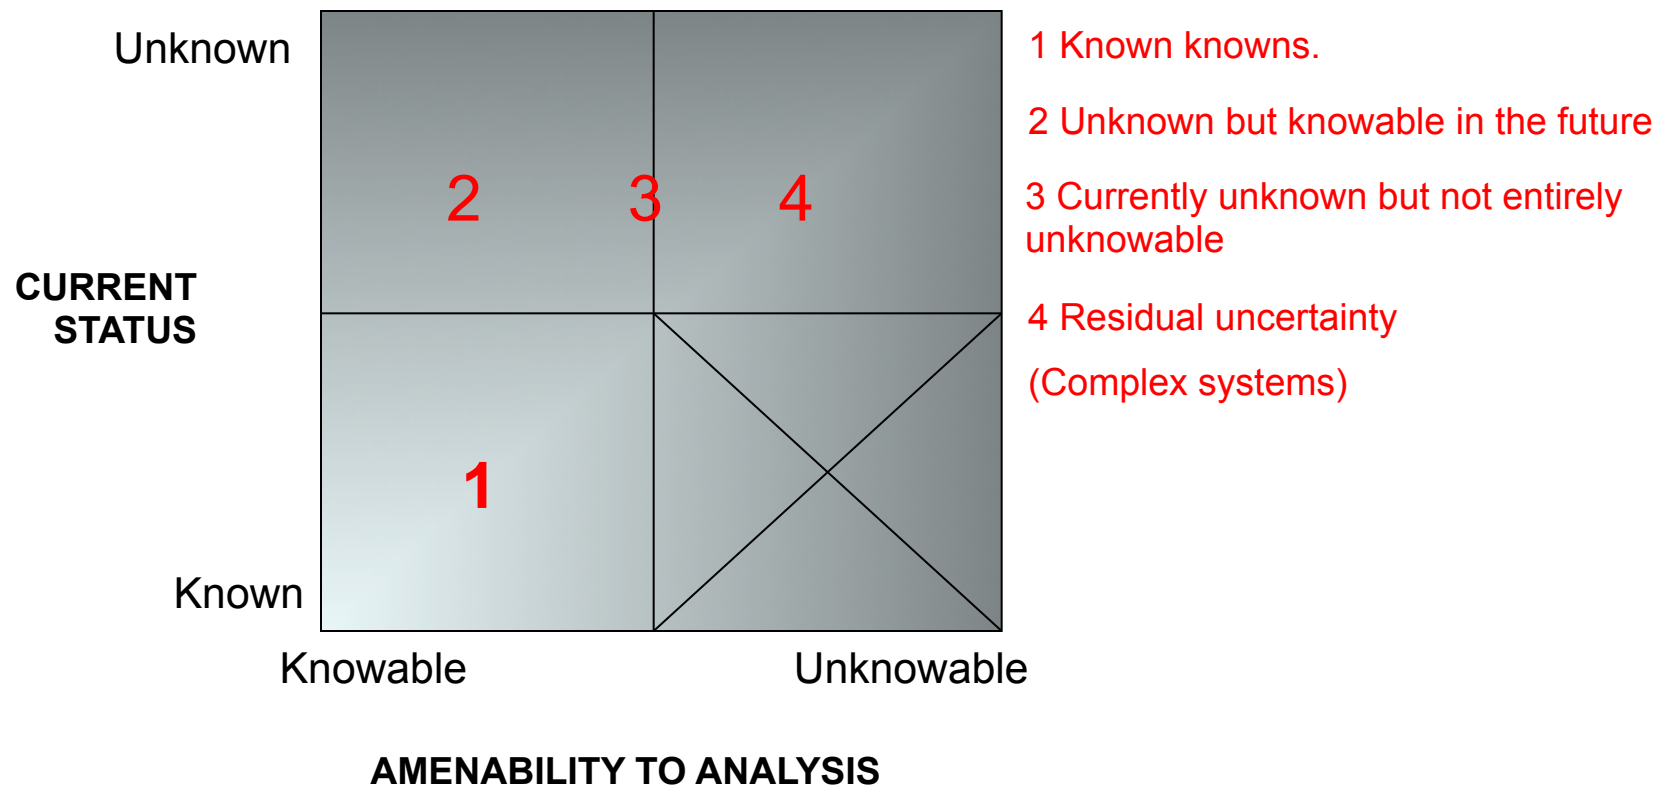 Unknown
1 Known knowns.
2 Unknown but knowable in the future
2
3
4
3 Currently unknown but not entirely
unknowable
CURRENT
STATUS
4 Residual uncertainty
(Complex systems)
1
Known
Knowable
Unknowable
AMENABILITY TO ANALYSIS